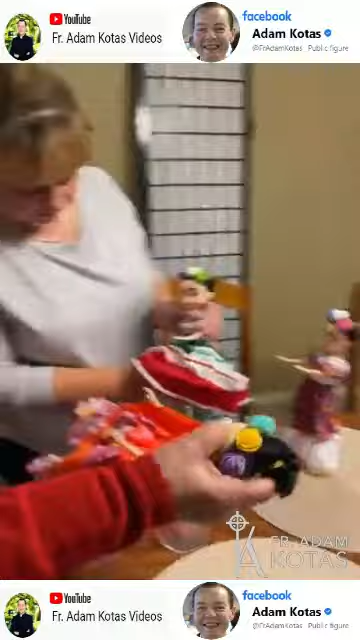 YouTube
Fr. Adam Kotas Videos
facebook
Adam Kotas
@FrAdamKotas Public figure
FR. ADAM
KOTAS
YouTube
Fr. Adam Kotas Videos
facebook
Adam Kotas
@FrAdamKotas Public figure